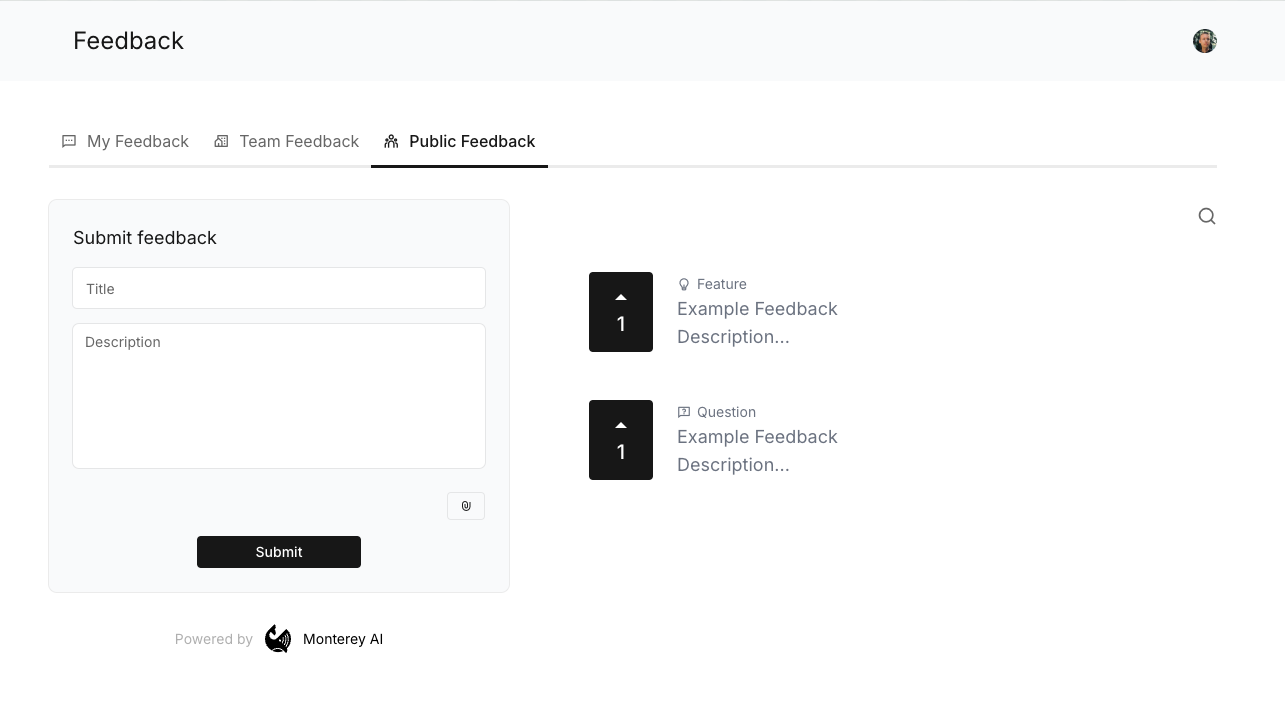 Feedback
My Feedback
Team Feedback
Public Feedback
Submit feedback
Title
Description
Submit
Powered by Monterey AI
1
Feature
Example Feedback
Description...
1
Question
Example Feedback
Description...